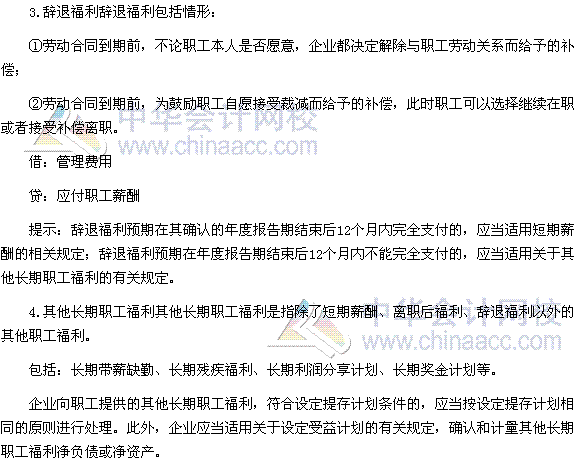 3.辞退福利辞退福利包括情形：
①劳动合同到期前，不论职工本人是否愿意，企业都决定解除与职工劳动关系而给予的补
偿；
②劳动合同到期前，为鼓励职工自愿接受裁减而给予的补偿，此时职工可以选择继续在职
或者接受补偿离职。
中华会计网校
www.chinaacc.com
借：管理费用
贷：应付职工薪酬
提示：辞退福利预期在其确认的年度报告期结束后12个月内完全支付的，应当适用短期薪
酬的相关规定；辞退福利预期在年度报告期结束后12个月内不能完全支付的，应当适用关于其
他长期职工福利的有关规定。
4.其他长期职工福利其他长期职工福利是指除了短期薪酬、离职后福利、辞退福利以外的
其他职工福利。
中华会计网校
www.chinaacc.com
包括：长期带薪缺勤、长期残疾福利、长期利润分享计划、长期奖金计划等。
企业向职工提供的其他长期职工福利，符合设定提存计划条件的，应当按设定提存计划相
同的原则进行处理。此外，企业应当适用关于设定受益计划的有关规定，确认和计量其他长期
职工福利净负债或净资产。